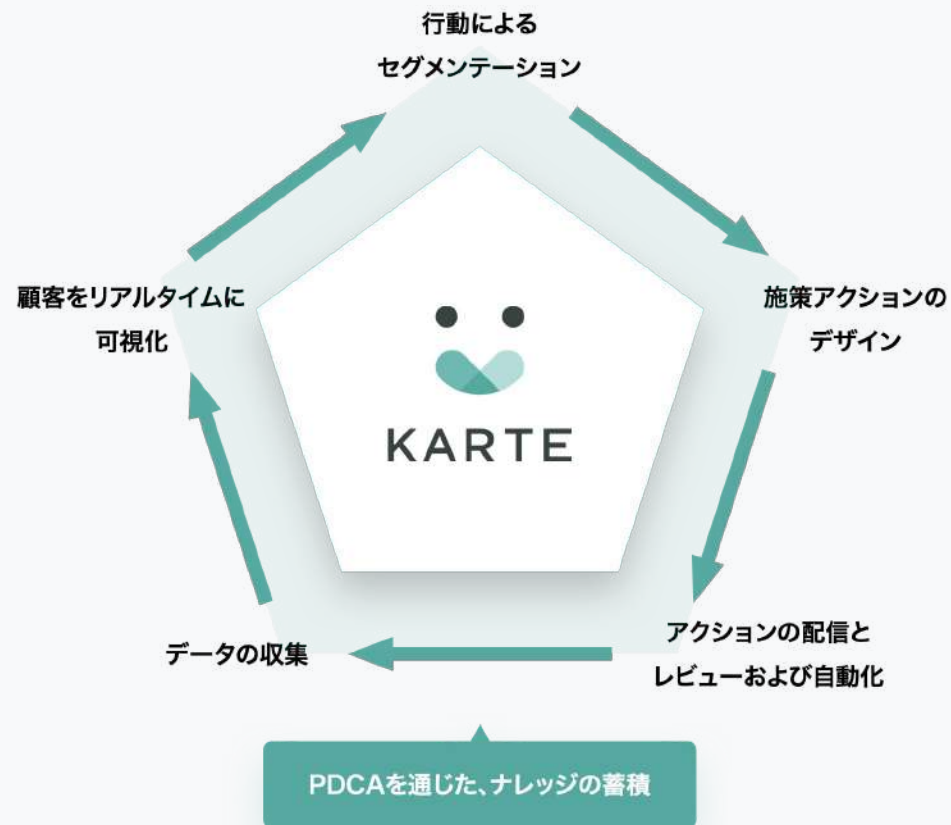 行動による
セグメンテーション
顧客をリアルタイムに
可視化
施策アクションの
デザイン
KARTE
アクションの配信と
レビューおよび自動化
データの収集
PDCAを通じた、ナレッジの蓄積